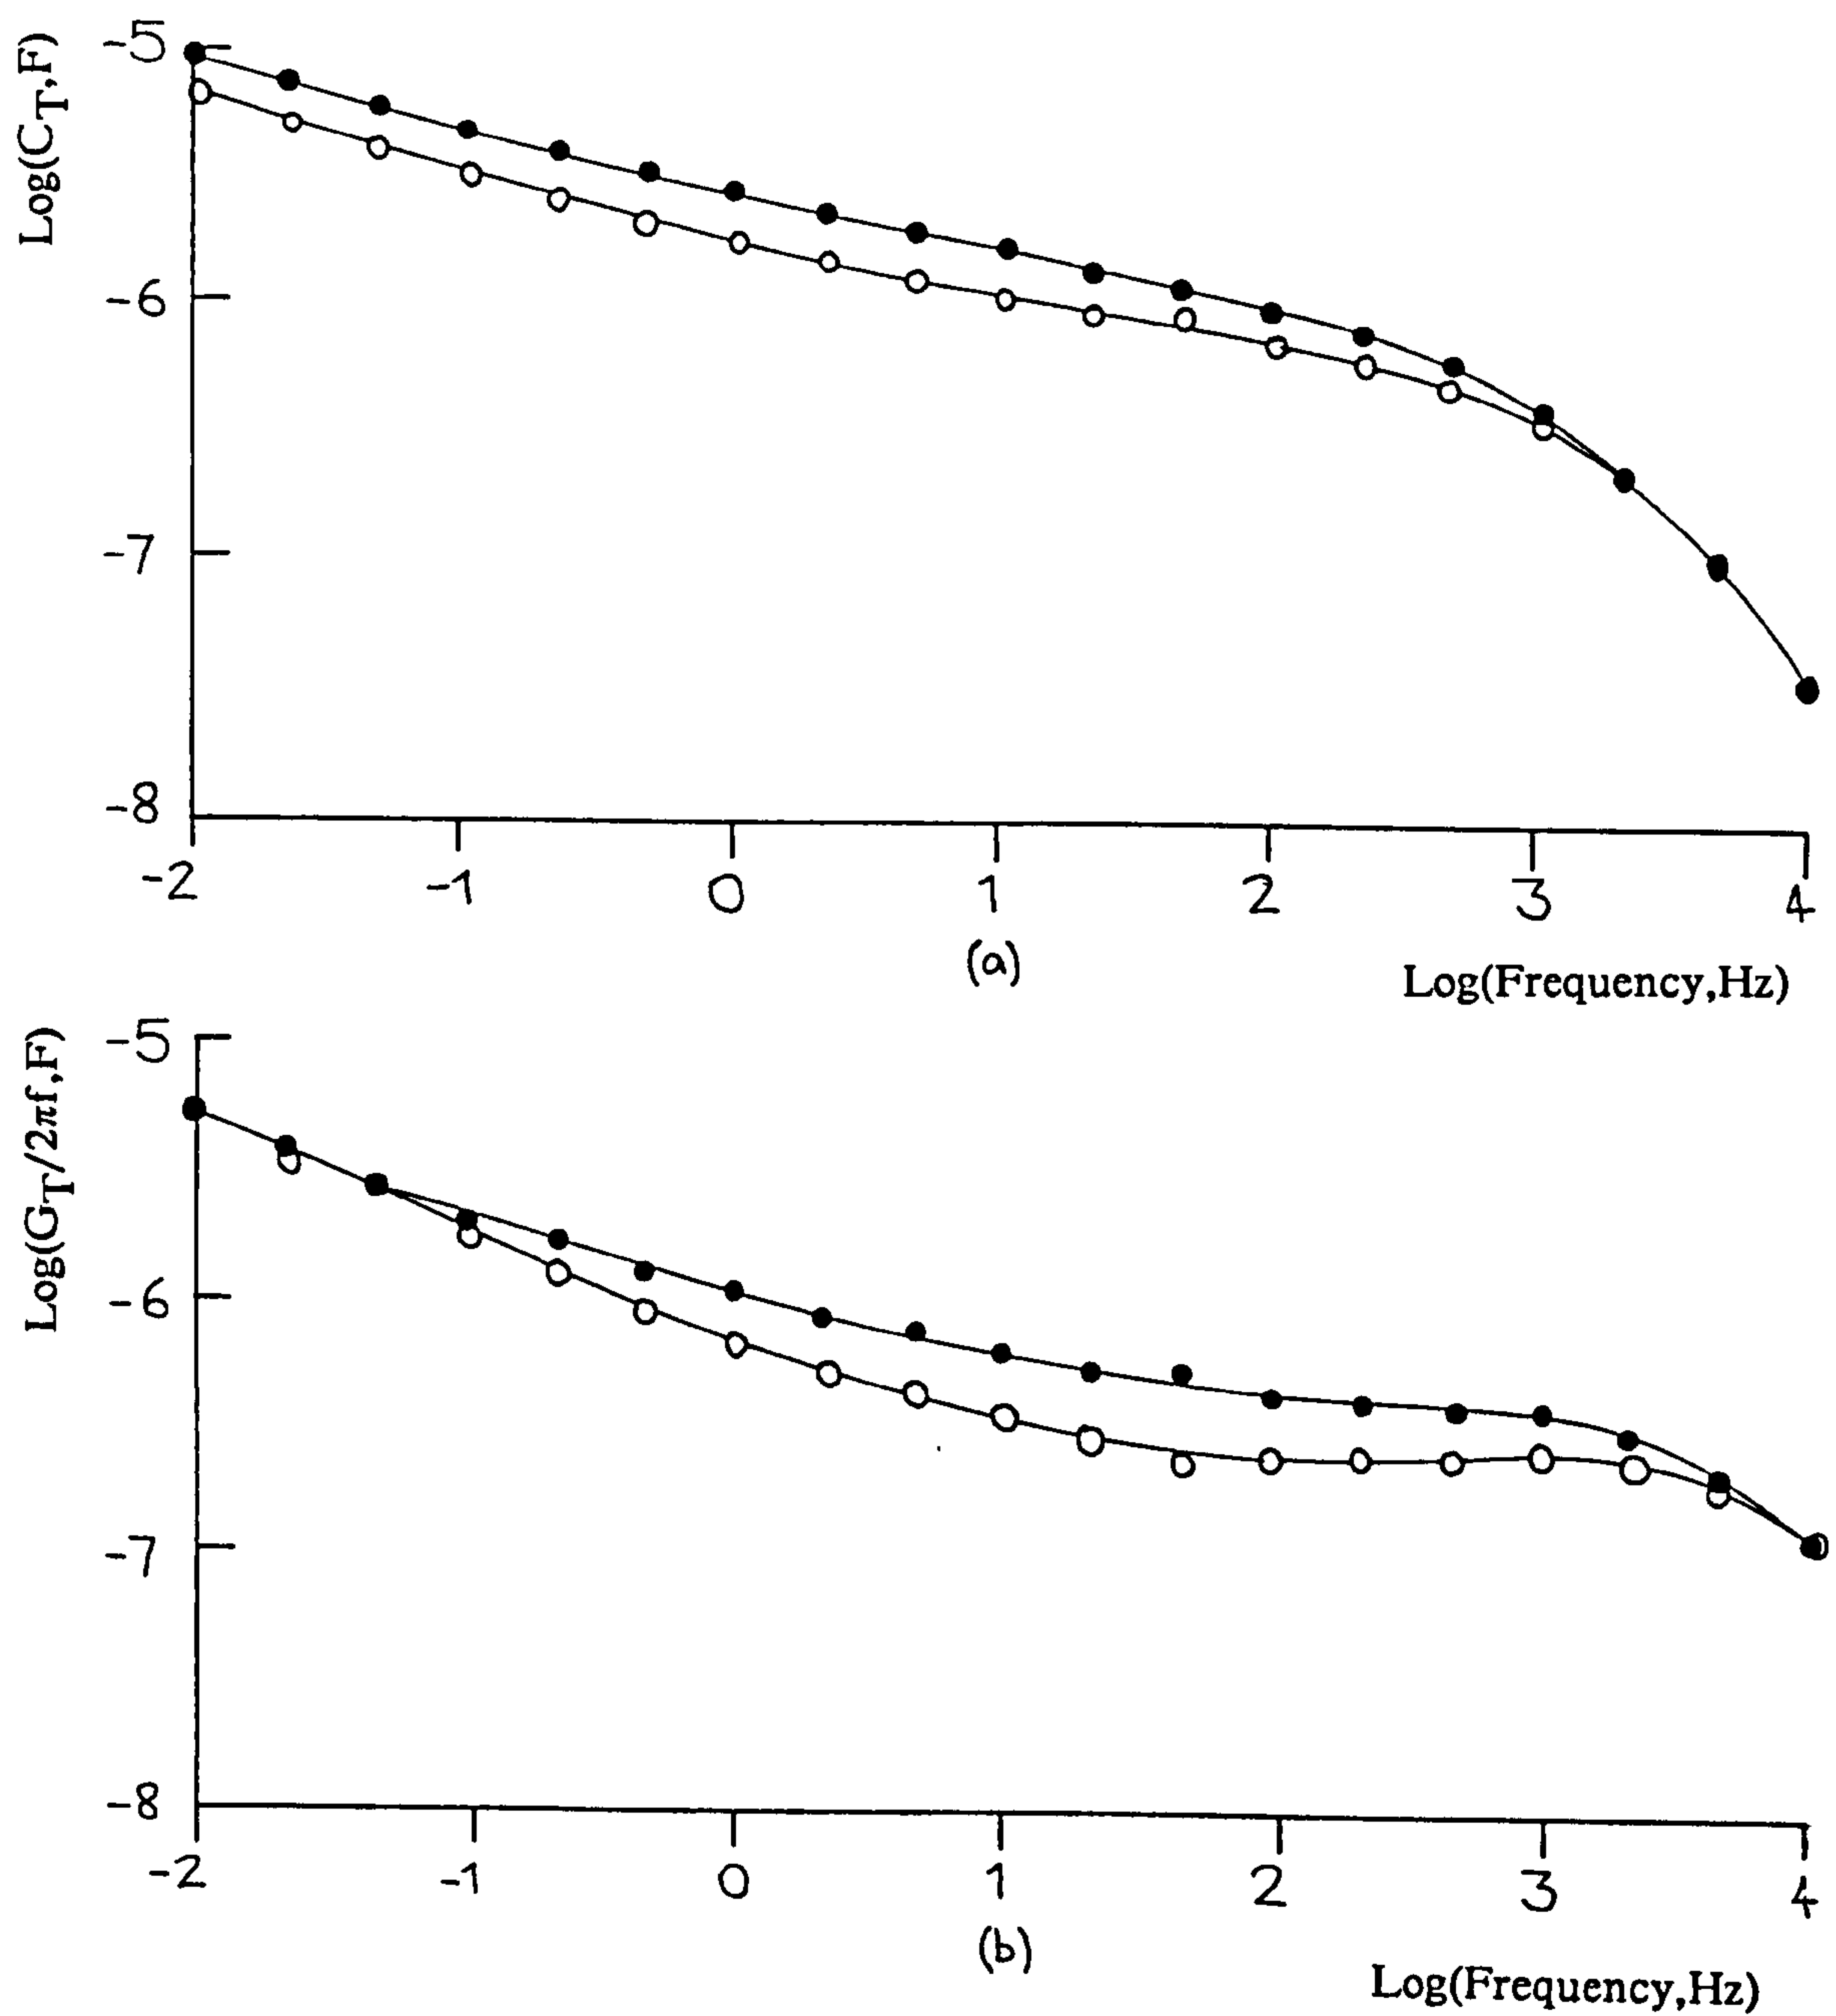 Log(C_T,F)
-5
-6
-7
-8
-2 -1 0 1 2 3 4
(a)
Log(Frequency,Hz)
Log(G_T/2πf,F)
-5
-6
-7
-8
-2 -1 0 1 2 3 4
(b)
Log(Frequency,Hz)